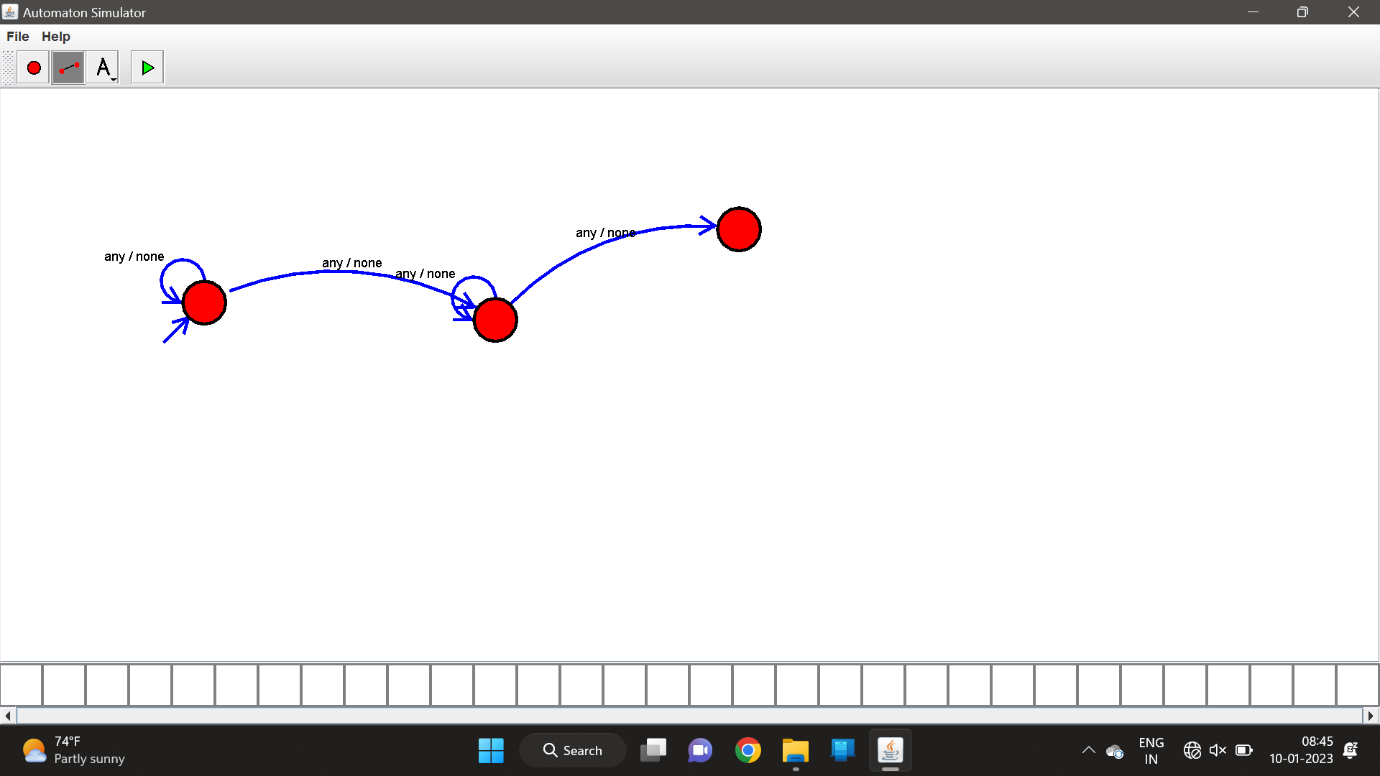 Automaton Simulator
File Help
A
any / none
any / none
any / none
any / none
74°F
Partly sunny
Search
ENG
IN
08:45
10-01-2023